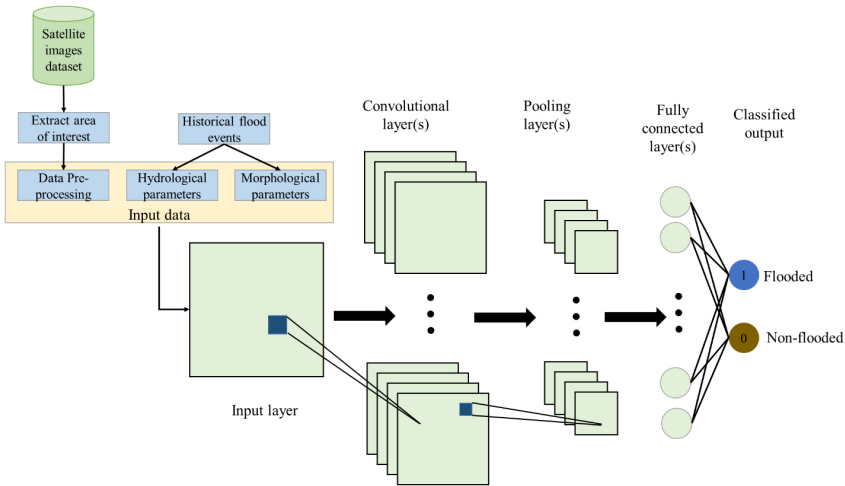 Satellite
images
dataset
Extract area
of interest
Historical flood
events
Data Pre-
processing
Hydrological
parameters
Morphological
parameters
Input data
Input layer
Convolutional
layer(s)
Pooling
layer(s)
Fully
connected
layer(s)
Classified
output
1
Flooded
0
Non-flooded